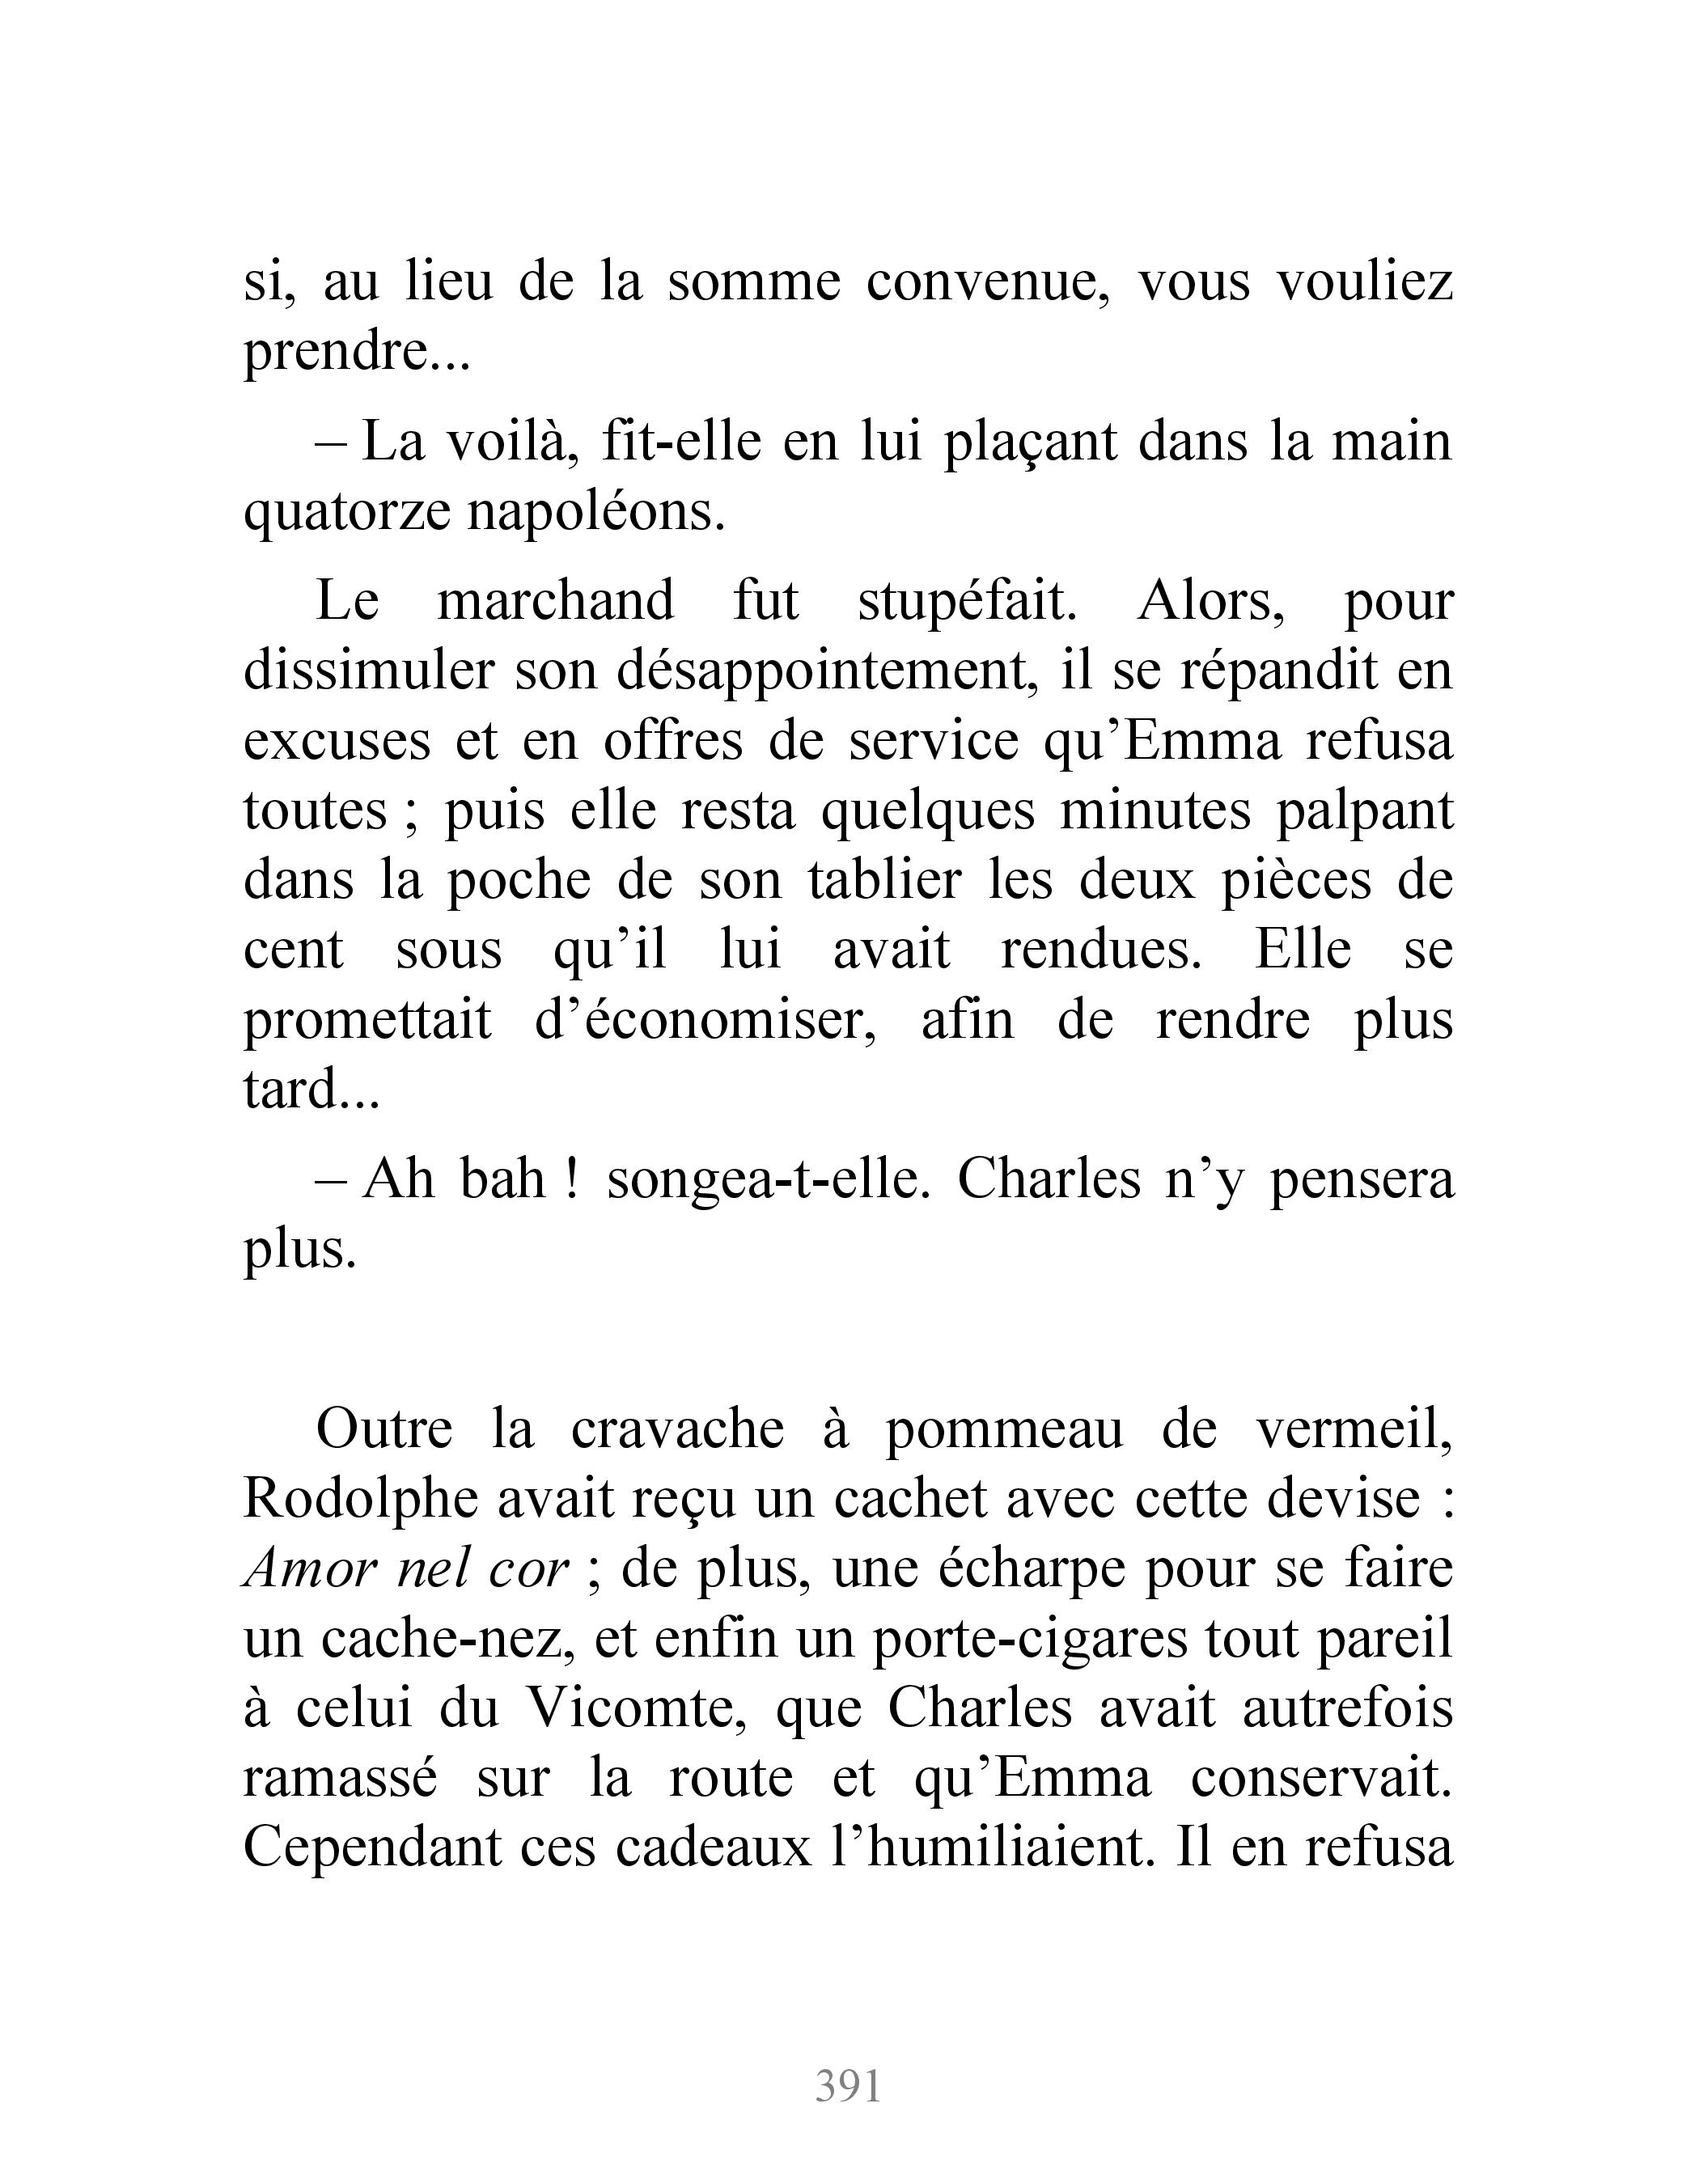 si, au lieu de la somme convenue, vous vouliez
prendre...
– La voilà, fit-elle en lui plaçant dans la main
quatorze napoléons.
Le marchand fut stupéfait. Alors, pour
dissimuler son désappointement, il se répandit en
excuses et en offres de service qu’Emma refusa
toutes ; puis elle resta quelques minutes palpant
dans la poche de son tablier les deux pièces de
cent sous qu’il lui avait rendues. Elle se
promettait d’économiser, afin de rendre plus
tard...
– Ah bah ! songea-t-elle. Charles n’y pensera
plus.
Outre la cravache à pommeau de vermeil,
Rodolphe avait reçu un cachet avec cette devise :
Amor nel cor ; de plus, une écharpe pour se faire
un cache-nez, et enfin un porte-cigares tout pareil
à celui du Vicomte, que Charles avait autrefois
ramassé sur la route et qu’Emma conservait.
Cependant ces cadeaux l’humiliaient. Il en refusa
391